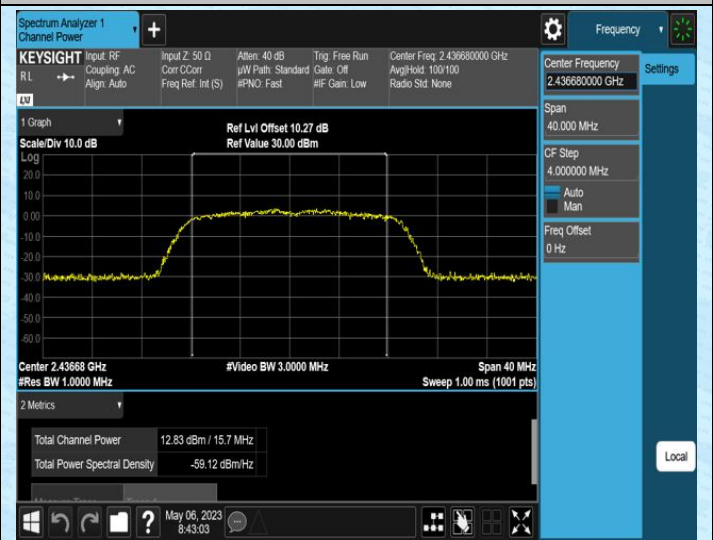 Spectrum Analyzer 1
Channel Power
+
Frequency
KEYSIGHT
RL
LXI
Input: RF
Coupling: AC
Align: Auto
Input Z: 50 Ω
Corr CCorr
Freq Ref: Int (S)
Atten: 40 dB
µW Path: Standard
#PNO: Fast
Trig: Free Run
Gate: Off
#IF Gain: Low
Center Freq: 2.436680000 GHz
Avg|Hold: 100/100
Radio Std: None
1 Graph
Scale/Div 10.0 dB
Ref Lvl Offset 10.27 dB
Ref Value 30.00 dBm
Log
20.0
10.0
0.00
-10.0
-20.0
-30.0
-40.0
-50.0
-60.0
Center 2.43668 GHz
#Res BW 1.0000 MHz
#Video BW 3.0000 MHz
Span 40 MHz
Sweep 1.00 ms (1001 pts)
2 Metrics
Total Channel Power 12.83 dBm / 15.7 MHz
Total Power Spectral Density -59.12 dBm/Hz
?
May 06, 2023
8:43:03
Center Frequency
2.436680000 GHz
Span
40.000 MHz
CF Step
4.000000 MHz
Auto
Man
Freq Offset
0 Hz
Settings
Local